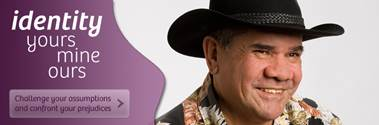 identity
yours
mine
ours
Challenge your assumptions
and confront your prejudices